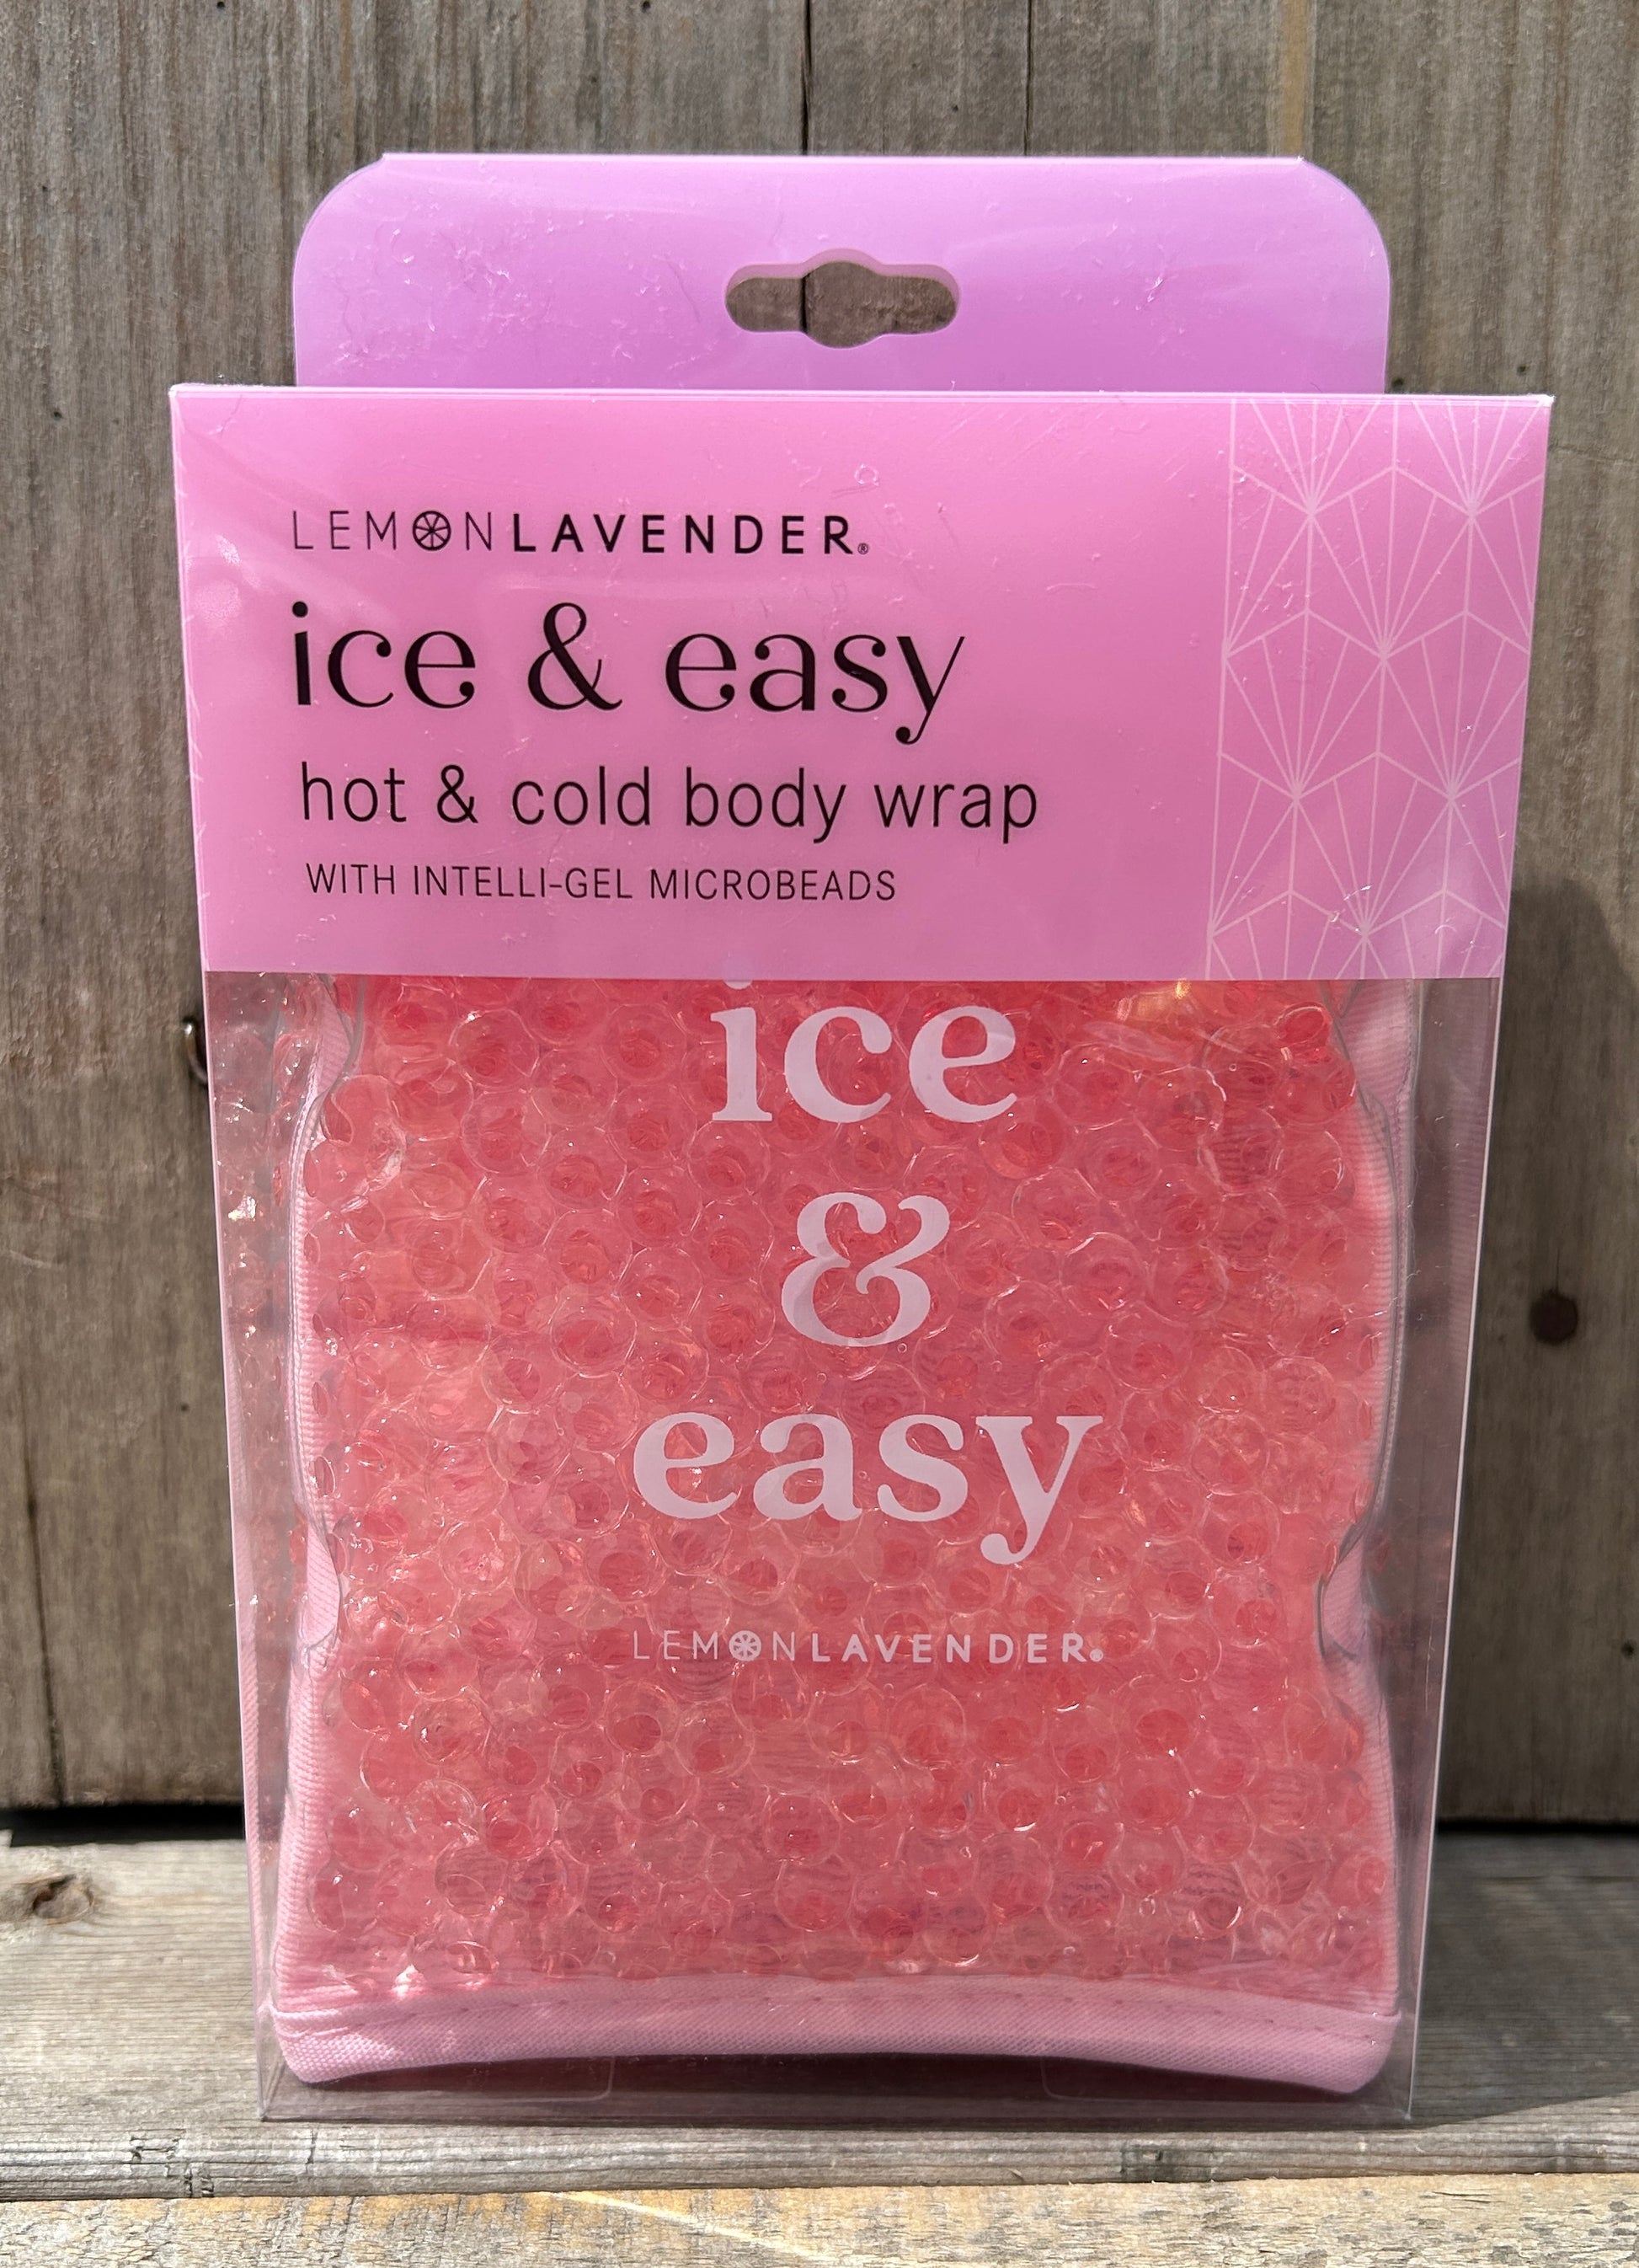 LEMONLAVENDER®
ice & easy
hot & cold body wrap
WITH INTELLI-GEL MICROBEADS
ice
&
easy
LEMONLAVENDER®